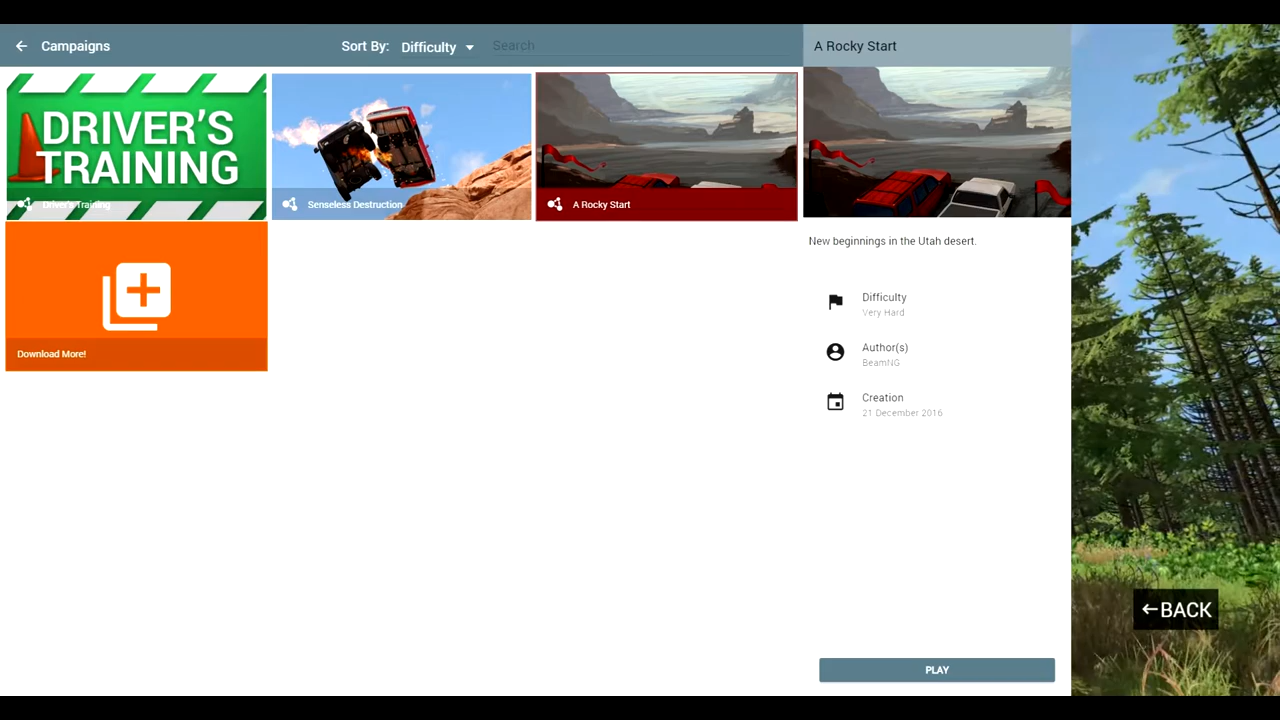 Campaigns
Sort By: Difficulty
Search
A Rocky Start
DRIVER'S
TRAINING
Driver's Training
Senseless Destruction
A Rocky Start
New beginnings in the Utah desert.
Difficulty
Very Hard
Author(s)
BeamNG
Creation
21 December 2016
Download More!
←BACK
PLAY